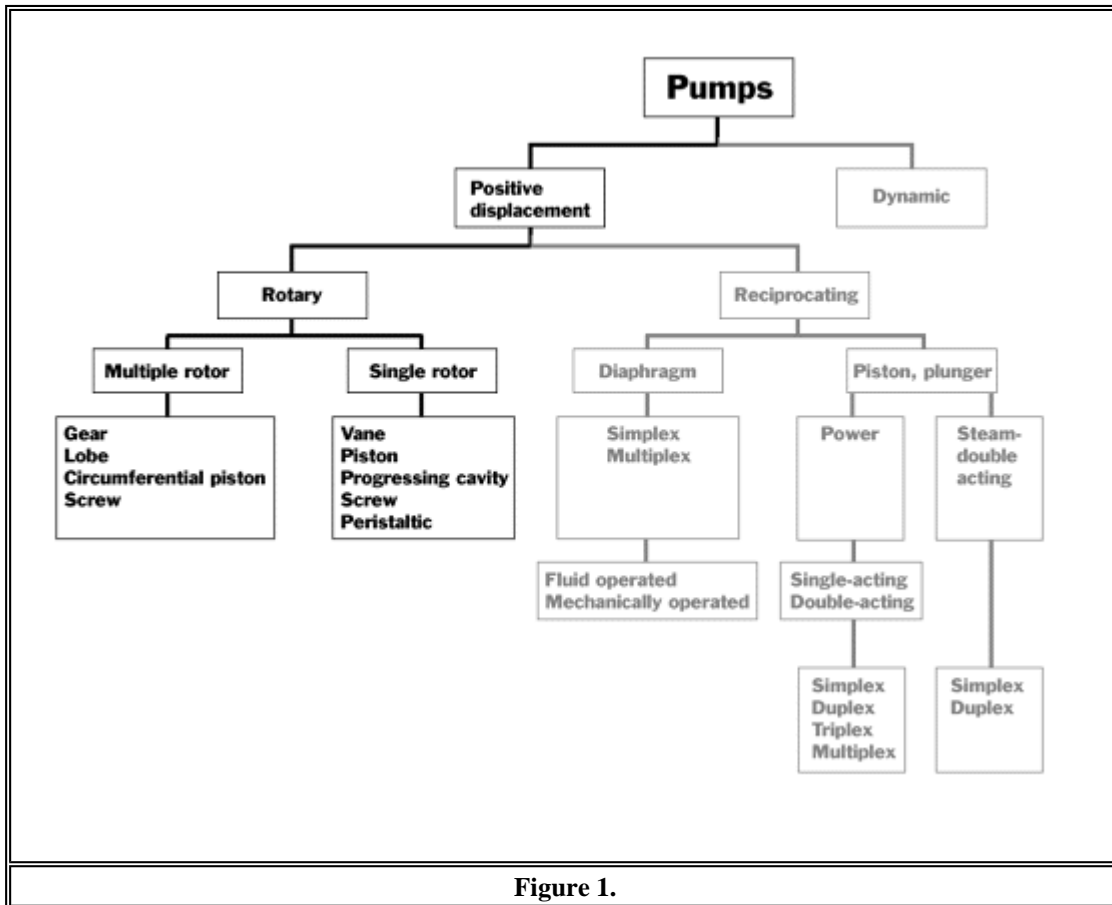 Pumps
Positive
displacement
Dynamic
Rotary
Reciprocating
Multiple rotor
Single rotor
Diaphragm
Piston, plunger
Gear
Lobe
Circumferential piston
Screw
Vane
Piston
Progressing cavity
Screw
Peristaltic
Simplex
Multiplex
Power
Steam-
double
acting
Fluid operated
Mechanically operated
Single-acting
Double-acting
Simplex
Duplex
Triplex
Multiplex
Simplex
Duplex
Figure 1.